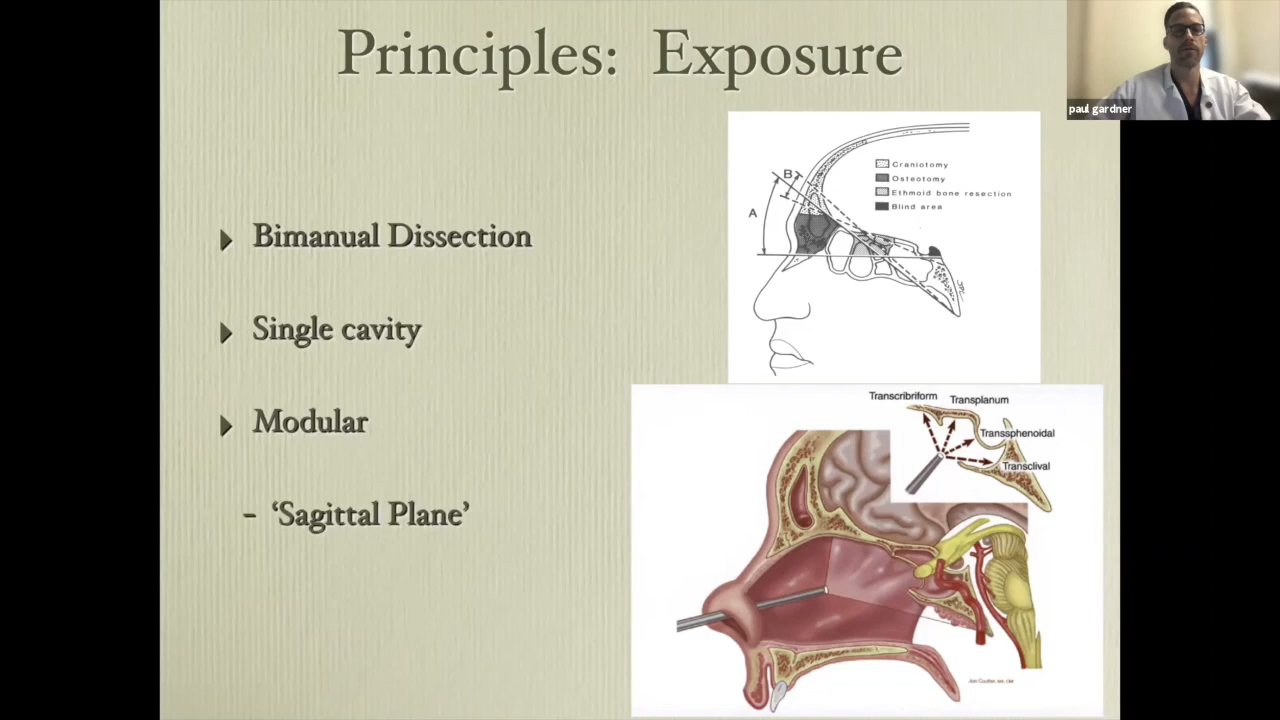 Principles: Exposure
paul gardner
B
A
Craniotomy
Osteotomy
Ethmoid bone resection
Blind area
Bimanual Dissection
Single cavity
Modular
- ‘Sagittal Plane’
Transcribriform
Transplanum
Transsphenoidal
Transclival